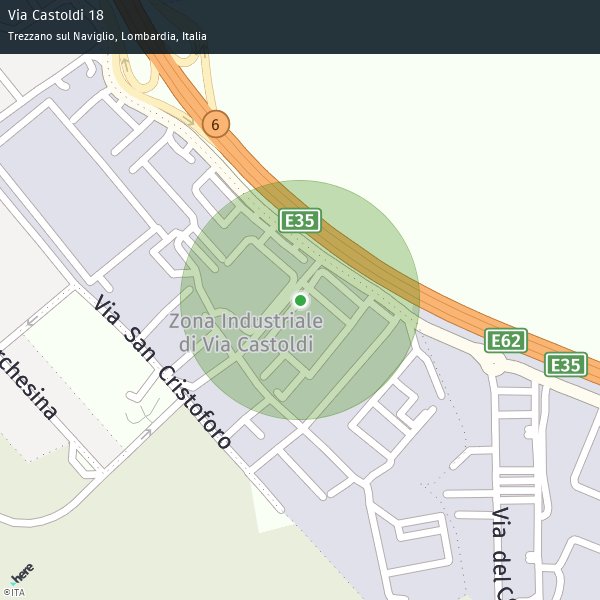 Via Castoldi 18
Trezzano sul Naviglio, Lombardia, Italia
6
E35
Zona Industriale
di Via Castoldi
Via San Cristoforo
E62
E35
Via del C
here
©ITA